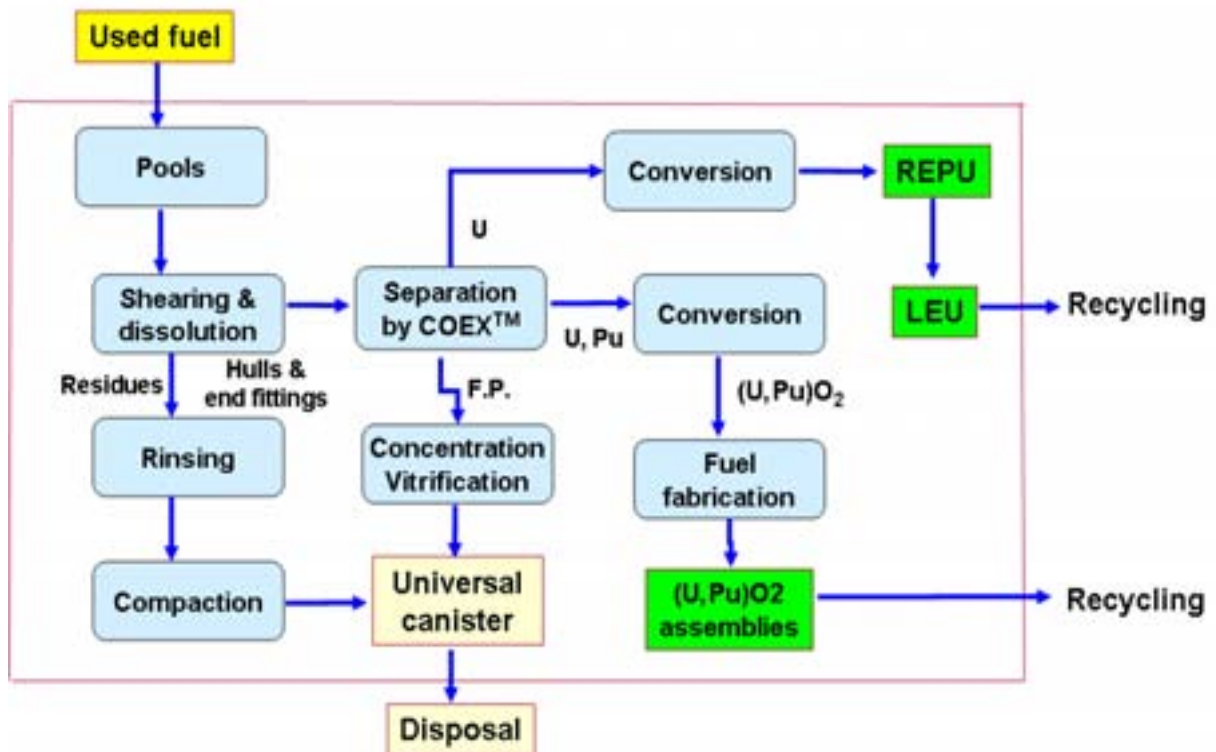 Used fuel
Pools
Conversion
REPU
U
Shearing &
dissolution
Separation
by COEX™
U, Pu
Conversion
LEU
Recycling
Residues
Hulls &
end fittings
F.P.
(U,Pu)O₂
Rinsing
Concentration
Vitrification
Fuel
fabrication
Compaction
Universal
canister
(U,Pu)O2
assemblies
Recycling
Disposal